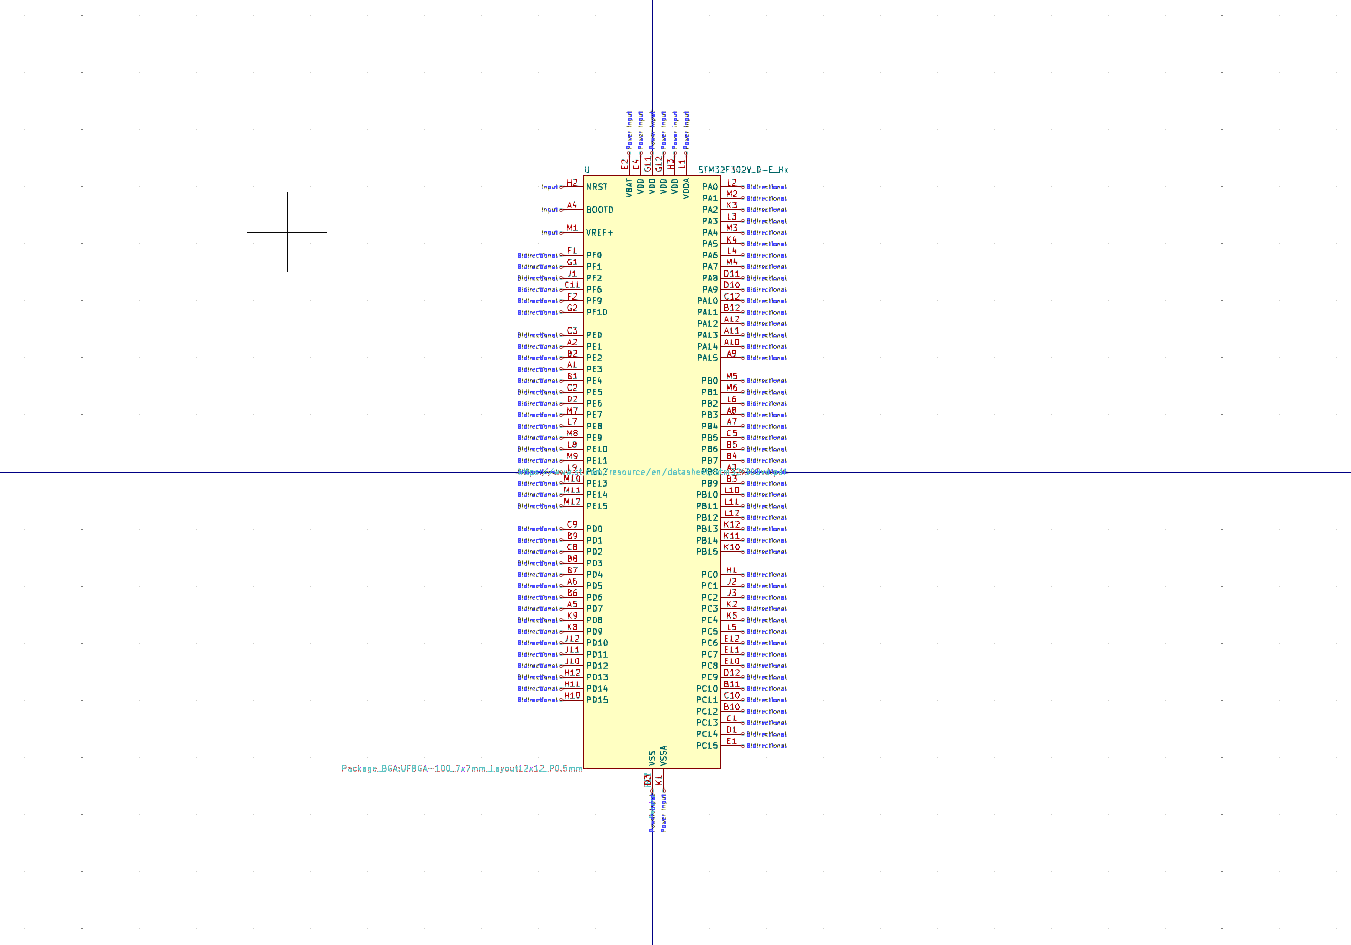 Power Input Power Input Power Input Power Input Power Input Power Input
E2 C4 G11 G12 H3 L1
U STM32F302V_D-E_Hx
VBAT VDD VDD VDD VDD VDDA
Input H2 NRST PA0 L2 Bidirectional
PA1 M2 Bidirectional
Input A4 BOOT0 PA2 K3 Bidirectional
PA3 L3 Bidirectional
Input M1 VREF+ PA4 M3 Bidirectional
PA5 K4 Bidirectional
Bidirectional F1 PF0 PA6 L4 Bidirectional
Bidirectional G1 PF1 PA7 M4 Bidirectional
Bidirectional J1 PF2 PA8 D11 Bidirectional
Bidirectional C11 PF6 PA9 D10 Bidirectional
Bidirectional F2 PF9 PA10 C12 Bidirectional
Bidirectional G2 PF10 PA11 B12 Bidirectional
PA12 A12 Bidirectional
Bidirectional C3 PE0 PA13 A11 Bidirectional
Bidirectional A2 PE1 PA14 A10 Bidirectional
Bidirectional B2 PE2 PA15 A9 Bidirectional
Bidirectional A1 PE3
Bidirectional B1 PE4 PB0 M5 Bidirectional
Bidirectional C2 PE5 PB1 M6 Bidirectional
Bidirectional D2 PE6 PB2 L6 Bidirectional
Bidirectional M7 PE7 PB3 A8 Bidirectional
Bidirectional L7 PE8 PB4 A7 Bidirectional
Bidirectional M8 PE9 PB5 C5 Bidirectional
Bidirectional L8 PE10 PB6 B5 Bidirectional
Bidirectional M9 PE11 PB7 B4 Bidirectional
L9 PE12 /resource/en/datasheet PB8 A3
Bidirectional M10 PE13 PB9 B3 Bidirectional
Bidirectional M11 PE14 PB10 L10 Bidirectional
Bidirectional M12 PE15 PB11 L11 Bidirectional
PB12 L12 Bidirectional
Bidirectional C9 PD0 PB13 K12 Bidirectional
Bidirectional B9 PD1 PB14 K11 Bidirectional
Bidirectional C8 PD2 PB15 K10 Bidirectional
Bidirectional B8 PD3
Bidirectional B7 PD4 PC0 H1 Bidirectional
Bidirectional A6 PD5 PC1 J2 Bidirectional
Bidirectional B6 PD6 PC2 J3 Bidirectional
Bidirectional A5 PD7 PC3 K2 Bidirectional
Bidirectional K9 PD8 PC4 K5 Bidirectional
Bidirectional K8 PD9 PC5 L5 Bidirectional
Bidirectional J12 PD10 PC6 E12 Bidirectional
Bidirectional J11 PD11 PC7 E11 Bidirectional
Bidirectional J10 PD12 PC8 E10 Bidirectional
Bidirectional H12 PD13 PC9 D12 Bidirectional
Bidirectional H11 PD14 PC10 B11 Bidirectional
Bidirectional H10 PD15 PC11 C10 Bidirectional
PC12 B10 Bidirectional
PC13 C1 Bidirectional
PC14 D1 Bidirectional
PC15 E1 Bidirectional
VSS VSSA
Package_BGA:UFBGA-100_7x7mm_Layout12x12_P0.5mm
K1
Power Input Power Input